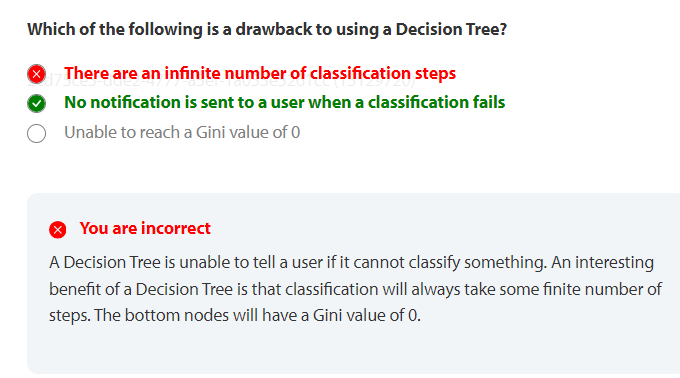 Which of the following is a drawback to using a Decision Tree?
There are an infinite number of classification steps
No notification is sent to a user when a classification fails
Unable to reach a Gini value of 0
You are incorrect
A Decision Tree is unable to tell a user if it cannot classify something. An interesting
benefit of a Decision Tree is that classification will always take some finite number of
steps. The bottom nodes will have a Gini value of 0.